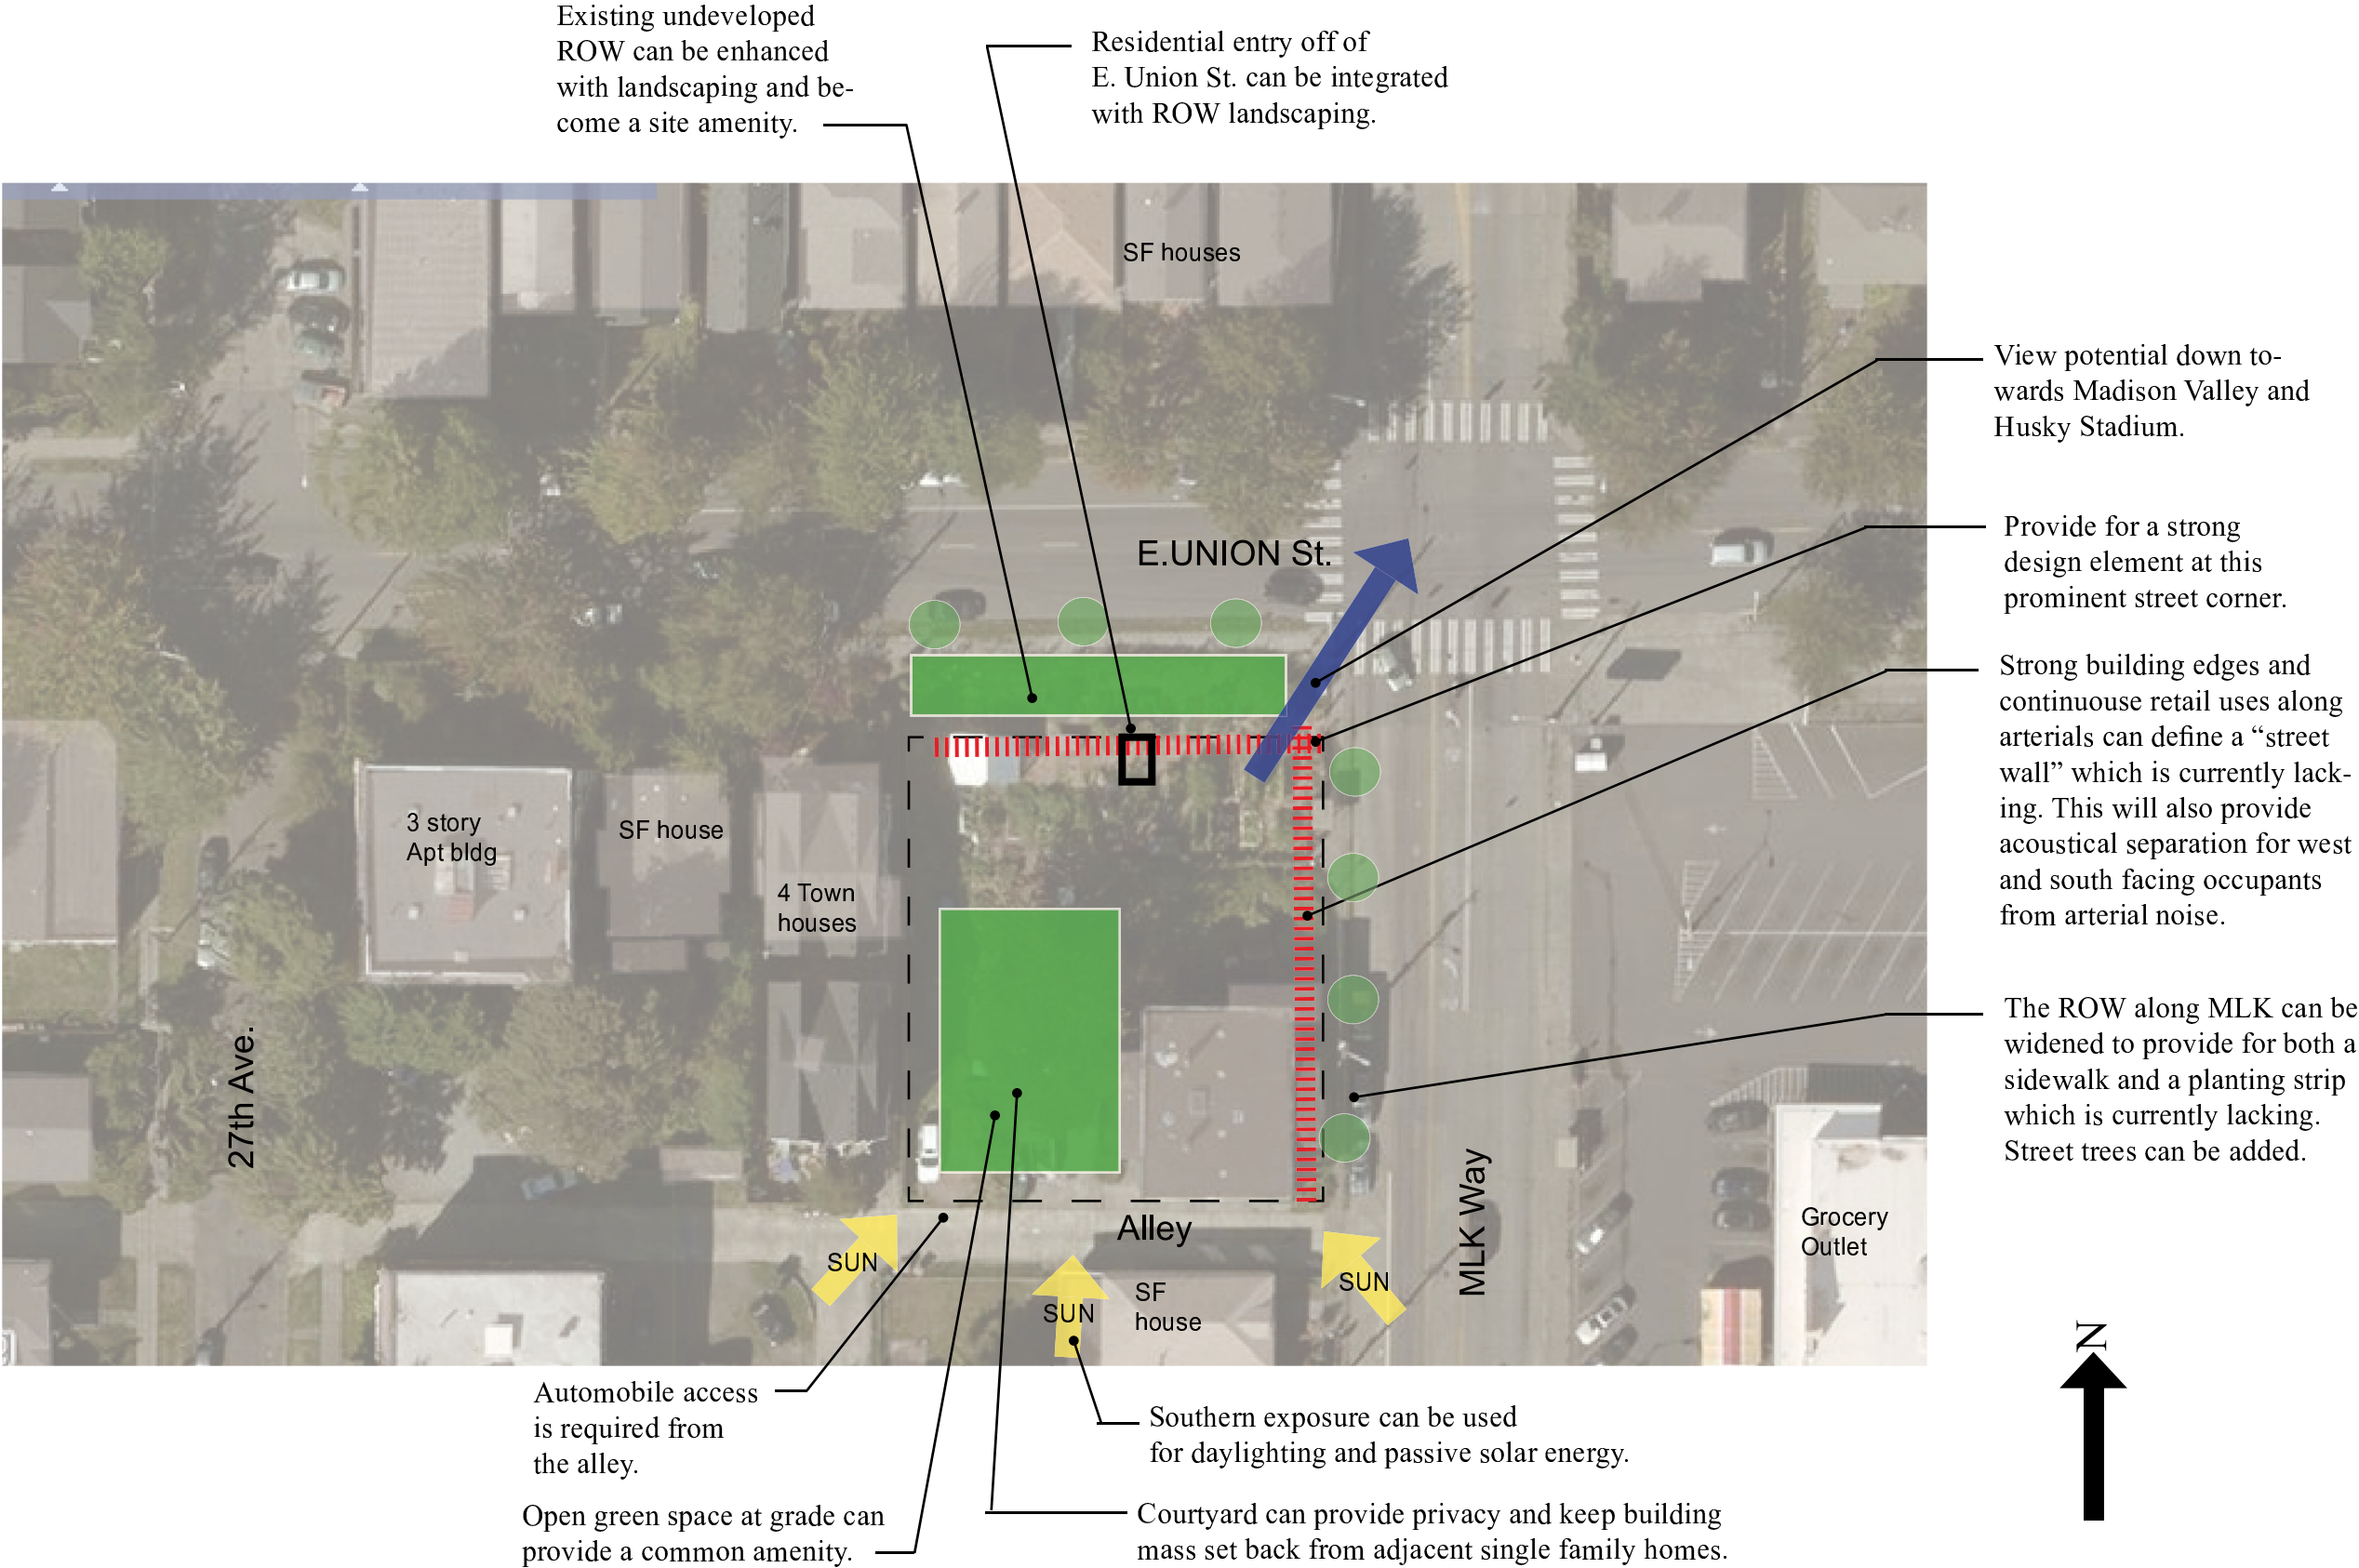 Existing undeveloped
ROW can be enhanced
with landscaping and be-
come a site amenity.
Residential entry off of
E. Union St. can be integrated
with ROW landscaping.
SF houses
View potential down to-
wards Madison Valley and
Husky Stadium.
E.UNION St.
Provide for a strong
design element at this
prominent street corner.
Strong building edges and
continuouse retail uses along
arterials can define a “street
wall” which is currently lack-
ing. This will also provide
acoustical separation for west
and south facing occupants
from arterial noise.
3 story
Apt bldg
SF house
4 Town
houses
27th Ave.
The ROW along MLK can be
widened to provide for both a
sidewalk and a planting strip
which is currently lacking.
Street trees can be added.
MLK Way
Grocery
Outlet
Alley
SUN
SUN
SUN
SF
house
N
Automobile access
is required from
the alley.
Southern exposure can be used
for daylighting and passive solar energy.
Open green space at grade can
provide a common amenity.
Courtyard can provide privacy and keep building
mass set back from adjacent single family homes.